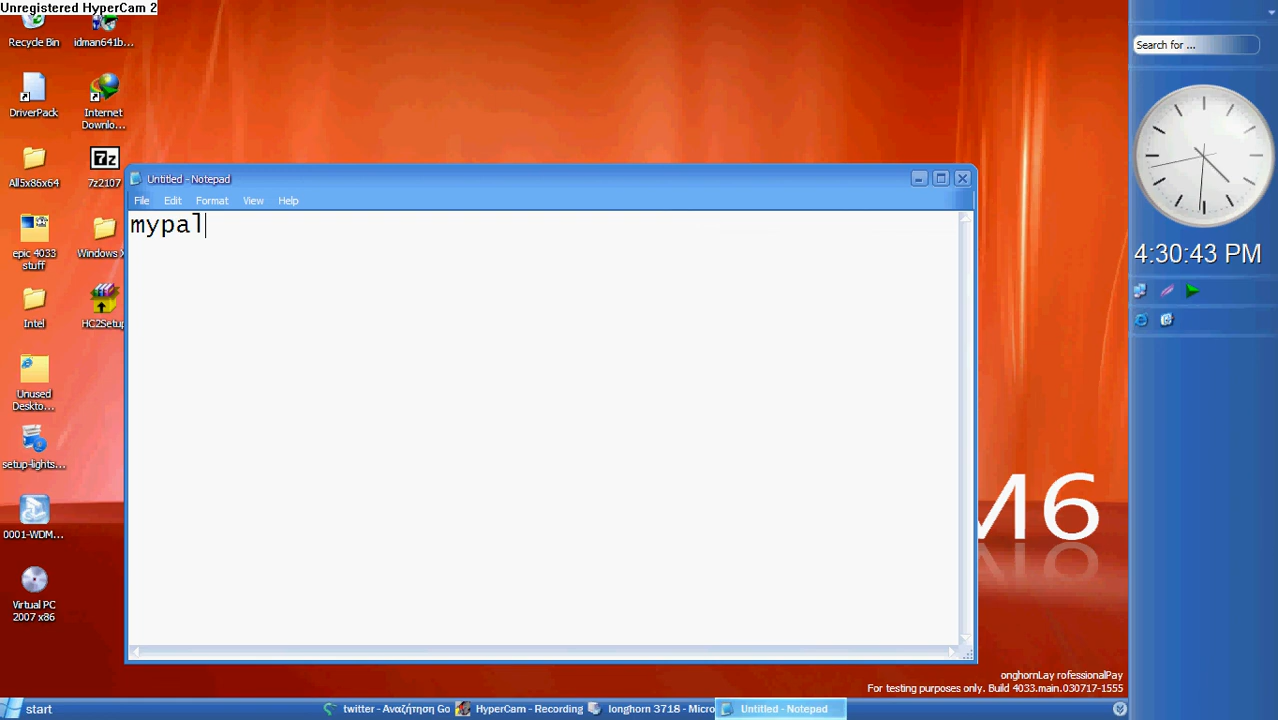 Unregistered HyperCam 2
Recycle Bin
idman641b...
DriverPack
Internet
Downlo...
All5x86x64
7z
7z2107
epic 4033
stuff
Windows X
Intel
HC2Setup
Unused
Deskto...
setup-lights...
0001-WDM...
Virtual PC
2007 x86
Untitled - Notepad
File Edit Format View Help
mypal
Search for ...
4:30:43 PM
M6
onghornLay rofessionalPay
For testing purposes only. Build 4033.main.030717-1555
start
twitter - Αναζήτηση Go
HyperCam - Recording
longhorn 3718 - Micro
Untitled - Notepad